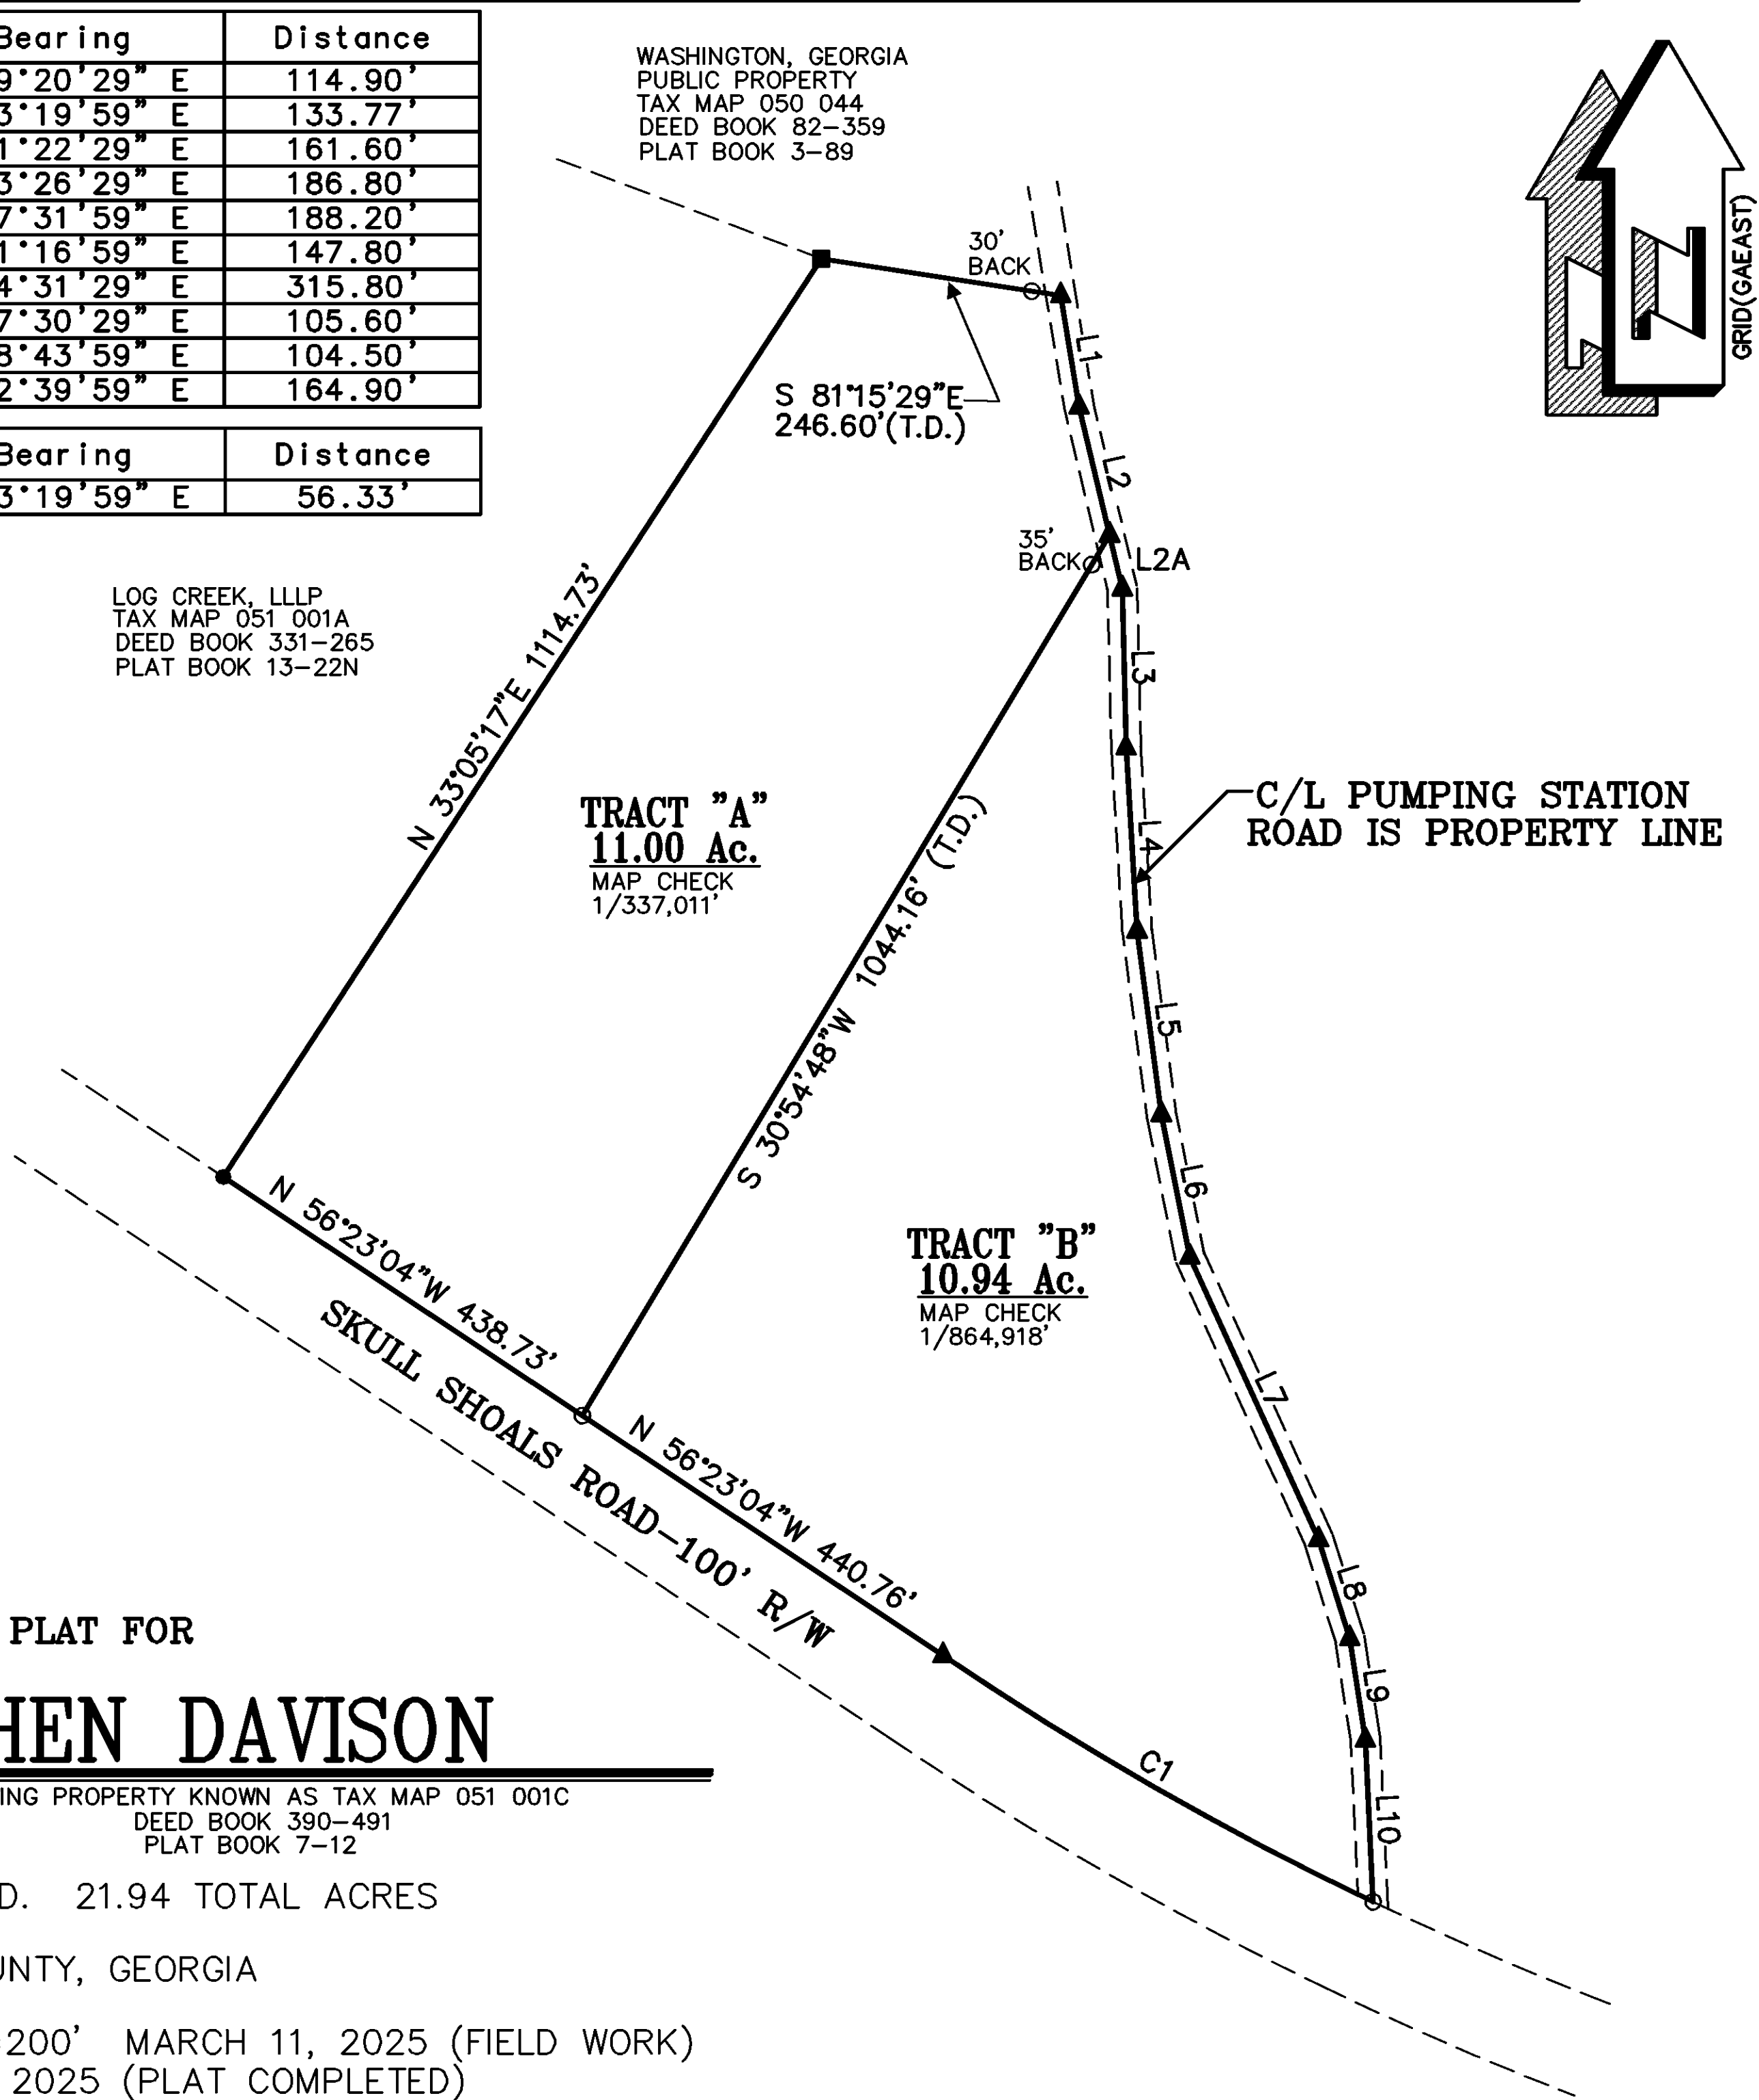 Bearing Distance
9°20'29" E 114.90'
3°19'59" E 133.77'
1°22'29" E 161.60'
3°26'29" E 186.80'
7°31'59" E 188.20'
1°16'59" E 147.80'
4°31'29" E 315.80'
7°30'29" E 105.60'
8°43'59" E 104.50'
2°39'59" E 164.90'
Bearing Distance
3°19'59" E 56.33'
WASHINGTON, GEORGIA
PUBLIC PROPERTY
TAX MAP 050 044
DEED BOOK 82-359
PLAT BOOK 3-89
GRID(GAEAST)
30'
BACK
L1
S 81°15'29"E
246.60'(T.D.)
L2
35'
BACK
L2A
LOG CREEK, LLLP
TAX MAP 051 001A
DEED BOOK 331-265
PLAT BOOK 13-22N
N 33°05'17"E 1114.73'
L3
TRACT "A"
11.00 Ac.
MAP CHECK
1/337,011'
S 30°54'48"W 1044.16' (T.D.)
L4
C/L PUMPING STATION
ROAD IS PROPERTY LINE
L5
L6
N 56°23'04"W 438.73'
TRACT "B"
10.94 Ac.
MAP CHECK
1/864,918'
SKULL SHOALS ROAD-100' R/W
N 56°23'04"W 440.76'
L7
L8
L9
C1
L10
PLAT FOR
HEN DAVISON
ING PROPERTY KNOWN AS TAX MAP 051 001C
DEED BOOK 390-491
PLAT BOOK 7-12
D. 21.94 TOTAL ACRES
UNTY, GEORGIA
200' MARCH 11, 2025 (FIELD WORK)
2025 (PLAT COMPLETED)